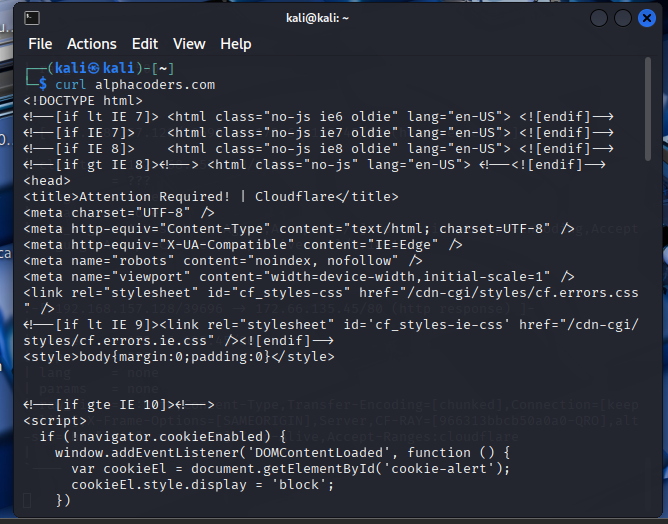 kali@kali: ~
File Actions Edit View Help
┌──(kali㉿kali)-[~]
└─$ curl alphacoders.com
<!DOCTYPE html>
<!--[if lt IE 7]> <html class="no-js ie6 oldie" lang="en-US"> <![endif]-->
<!--[if IE 7]>    <html class="no-js ie7 oldie" lang="en-US"> <![endif]-->
<!--[if IE 8]>    <html class="no-js ie8 oldie" lang="en-US"> <![endif]-->
<!--[if gt IE 8]><!--> <html class="no-js" lang="en-US"> <!--<![endif]-->
<head>
<title>Attention Required! | Cloudflare</title>
<meta charset="UTF-8" />
<meta http-equiv="Content-Type" content="text/html; charset=UTF-8" />
<meta http-equiv="X-UA-Compatible" content="IE=Edge" />
<meta name="robots" content="noindex, nofollow" />
<meta name="viewport" content="width=device-width,initial-scale=1" />
<link rel="stylesheet" id="cf_styles-css" href="/cdn-cgi/styles/cf.errors.css
" />
<!--[if lt IE 9]><link rel="stylesheet" id='cf_styles-ie-css' href="/cdn-cgi/
styles/cf.errors.ie.css" /><![endif]-->
<style>body{margin:0;padding:0}</style>
<!--[if gte IE 10]><!-->
<script>
  if (!navigator.cookieEnabled) {
    window.addEventListener('DOMContentLoaded', function () {
      var cookieEl = document.getElementById('cookie-alert');
      cookieEl.style.display = 'block';
    })